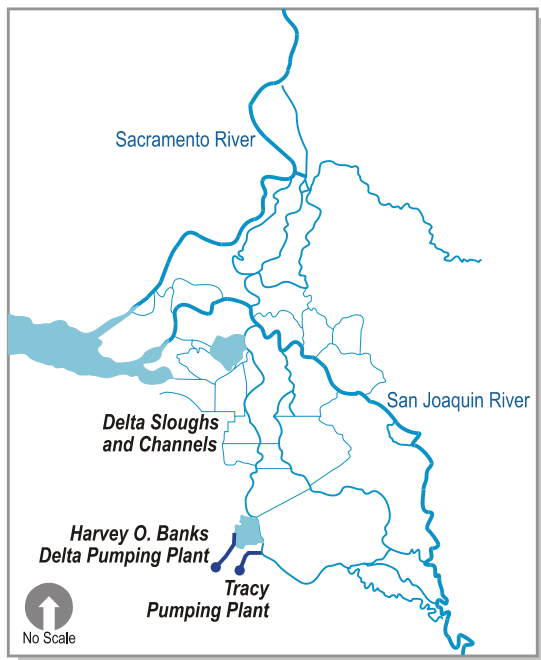 Sacramento River
San Joaquin River
Delta Sloughs
and Channels
Harvey O. Banks
Delta Pumping Plant
Tracy
Pumping Plant
No Scale